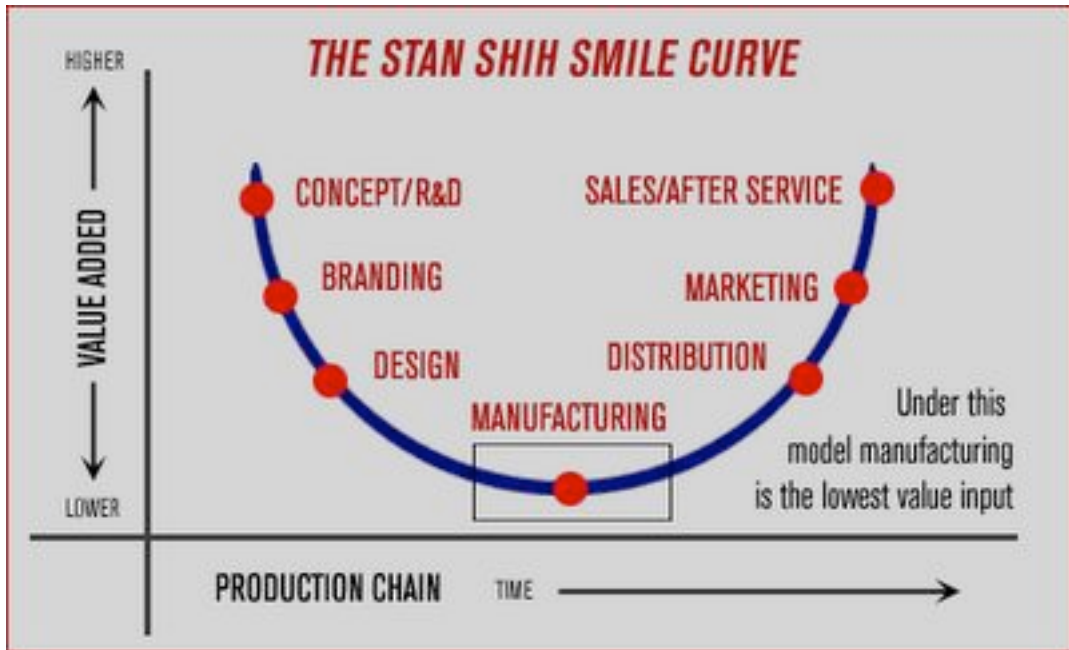 THE STAN SHIH SMILE CURVE
HIGHER
VALUE ADDED
LOWER
CONCEPT/R&D
BRANDING
DESIGN
MANUFACTURING
DISTRIBUTION
MARKETING
SALES/AFTER SERVICE
Under this
model manufacturing
is the lowest value input
PRODUCTION CHAIN
TIME